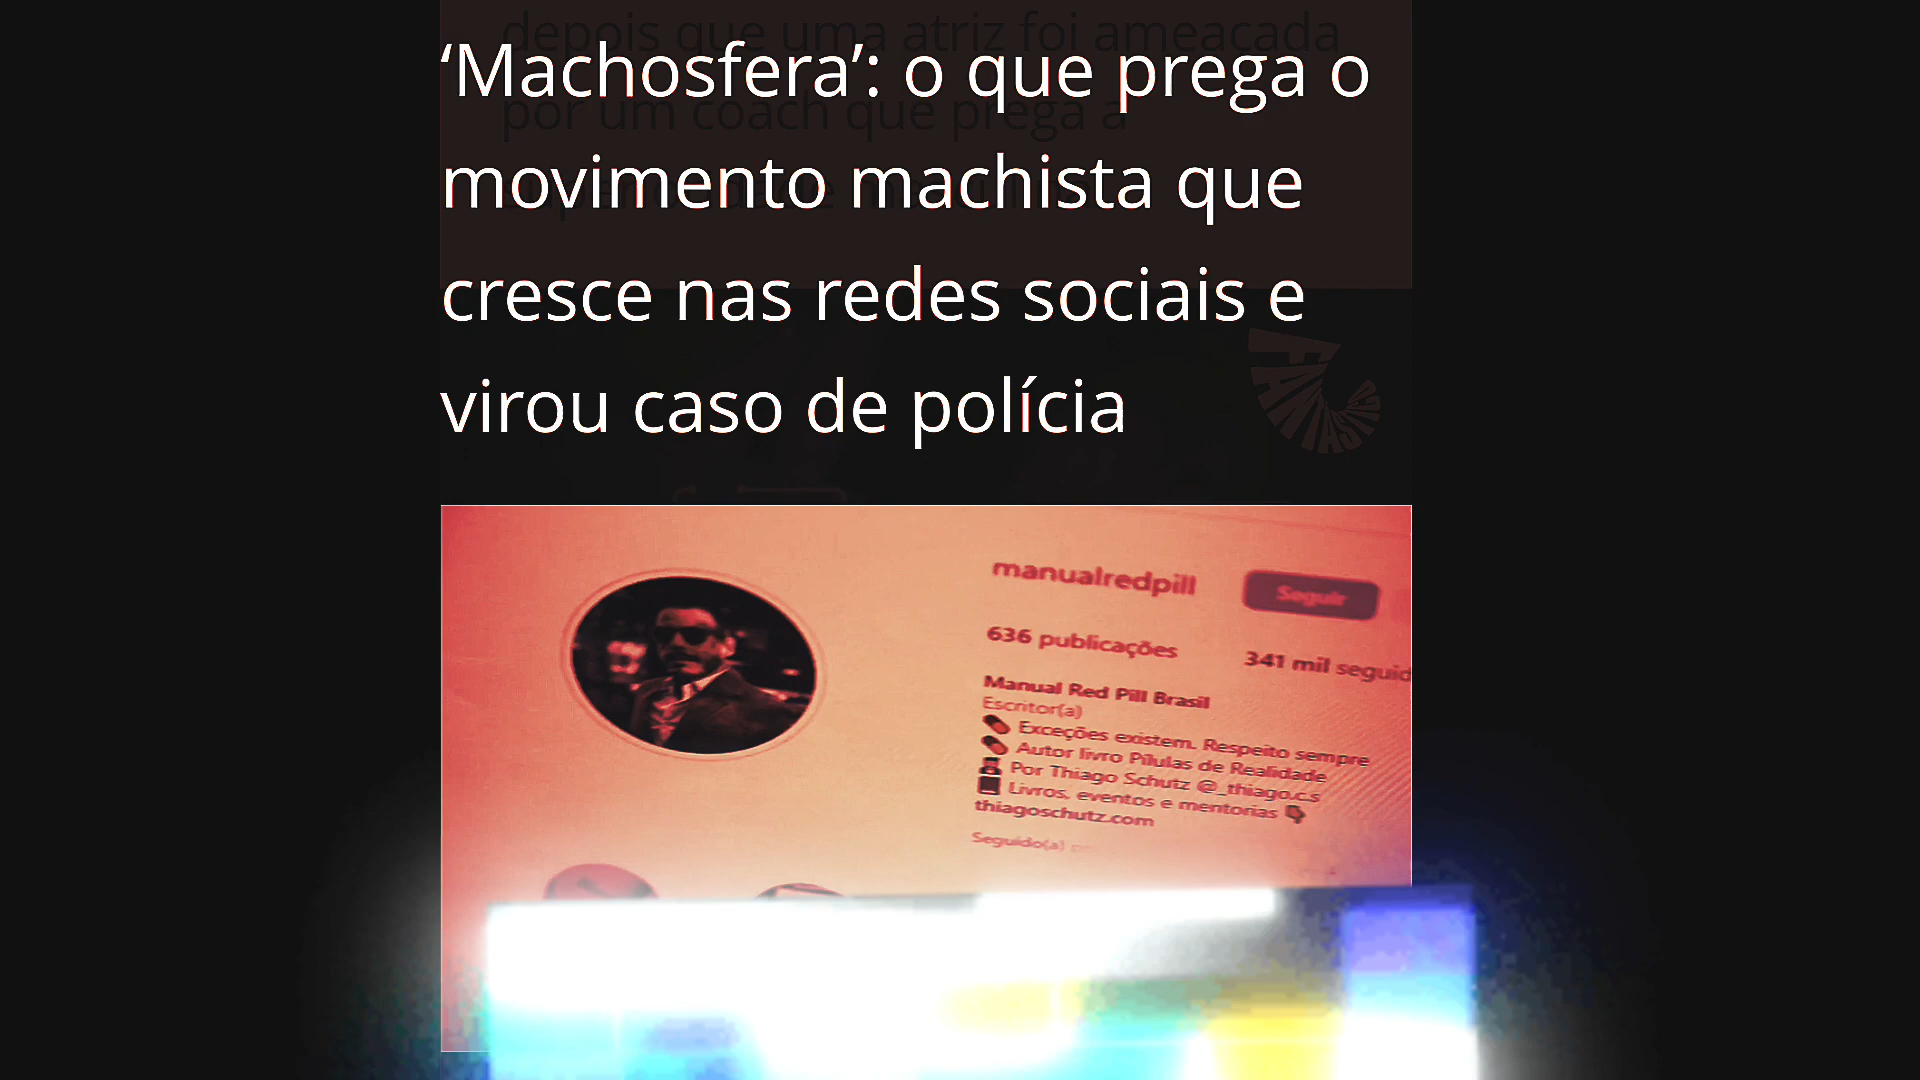 depois que uma atriz foi ameaçada
‘Machosfera’: o que prega o
por um coach que prega a
movimento machista que
cresce nas redes sociais e
virou caso de polícia
manualredpill
Seguir
636 publicações
341 mil seguid
Manual Red Pill Brasil
Escritor(a)
Exceções existem. Respeito sempre
Autor livro Pílulas de Realidade
Por Thiago Schutz @_thiago.c.s
Livros, eventos e mentorias
thiagoschutz.com
Seguido(a)